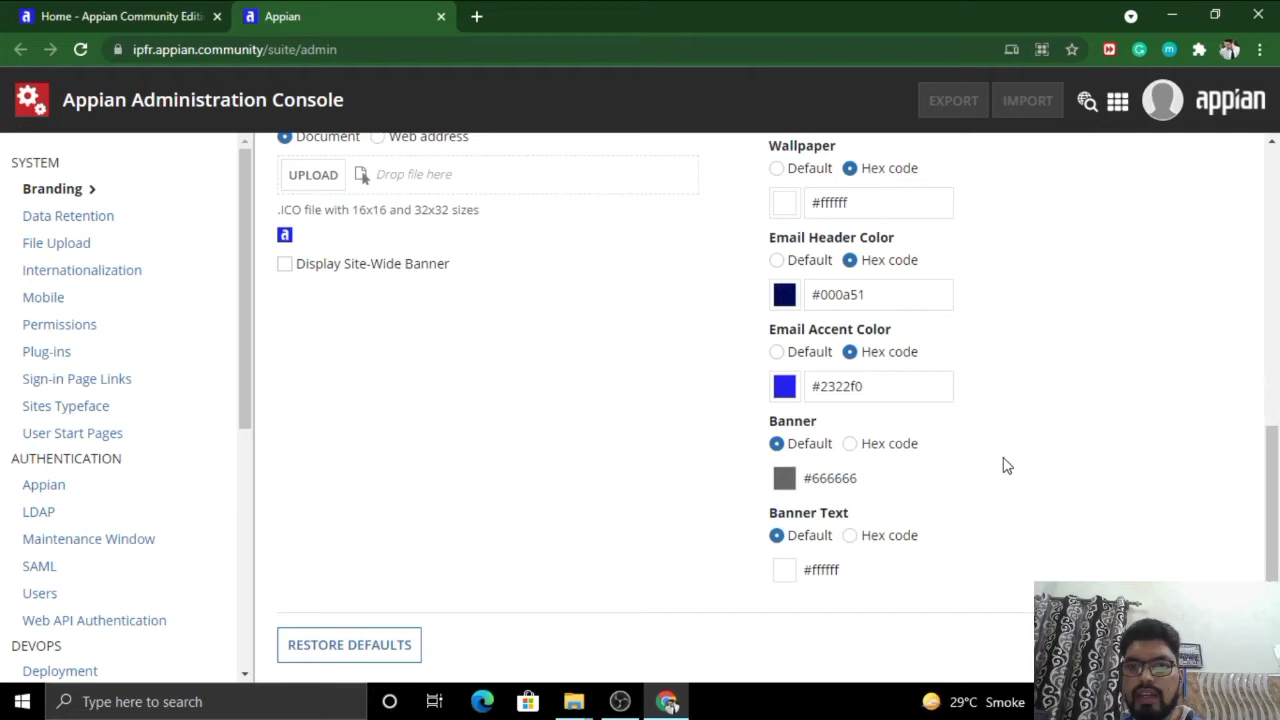 Home - Appian Community Editi
Appian
ipfr.appian.community/suite/admin
Appian Administration Console
EXPORT
IMPORT
appian
SYSTEM
Branding
Data Retention
File Upload
Internationalization
Mobile
Permissions
Plug-ins
Sign-in Page Links
Sites Typeface
User Start Pages
AUTHENTICATION
Appian
LDAP
Maintenance Window
SAML
Users
Web API Authentication
DEVOPS
Deployment
Document Web address
UPLOAD Drop file here
.ICO file with 16x16 and 32x32 sizes
a
Display Site-Wide Banner
Wallpaper
Default Hex code
#ffffff
Email Header Color
Default Hex code
#000a51
Email Accent Color
Default Hex code
#2322f0
Banner
Default Hex code
#666666
Banner Text
Default Hex code
#ffffff
RESTORE DEFAULTS
Type here to search
29°C Smoke